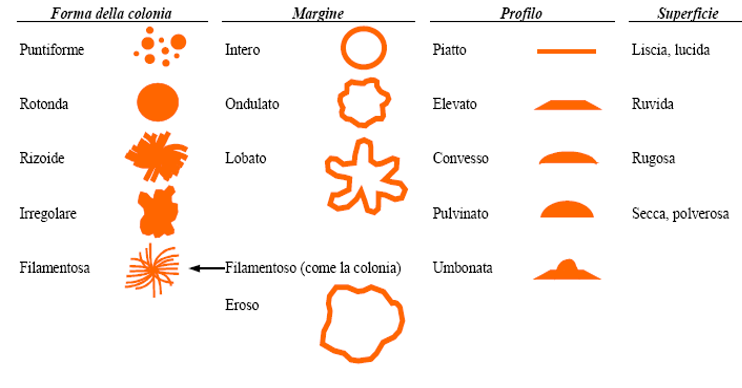 Forma della colonia Margine Profilo Superficie
Puntiforme Intero Piatto Liscia, lucida
Rotonda Ondulato Elevato Ruvida
Rizoide Lobato Convesso Rugosa
Irregolare Pulvinato Secca, polverosa
Filamentosa Filamentoso (come la colonia) Umbonata
Eroso